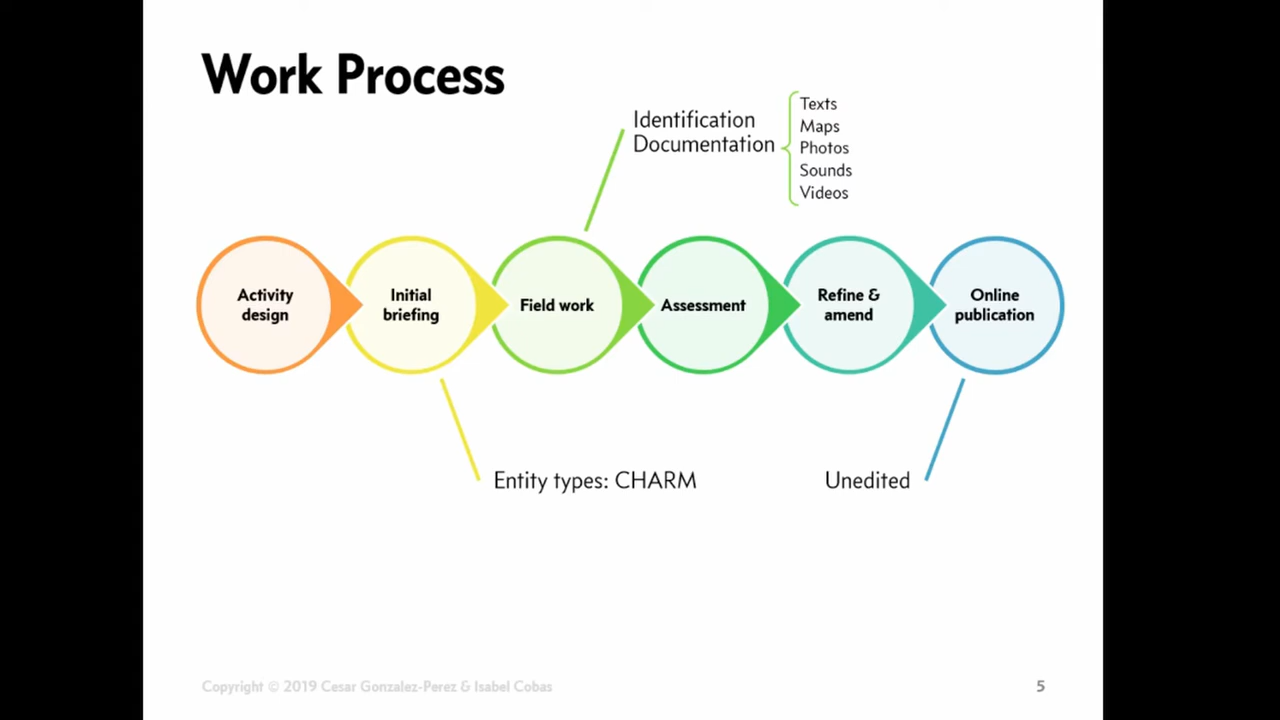 Work Process
Identification
Documentation
Texts
Maps
Photos
Sounds
Videos
Activity
design
Initial
briefing
Field work
Assessment
Refine &
amend
Online
publication
Entity types: CHARM
Unedited
Copyright © 2019 Cesar Gonzalez-Perez & Isabel Cobas
5